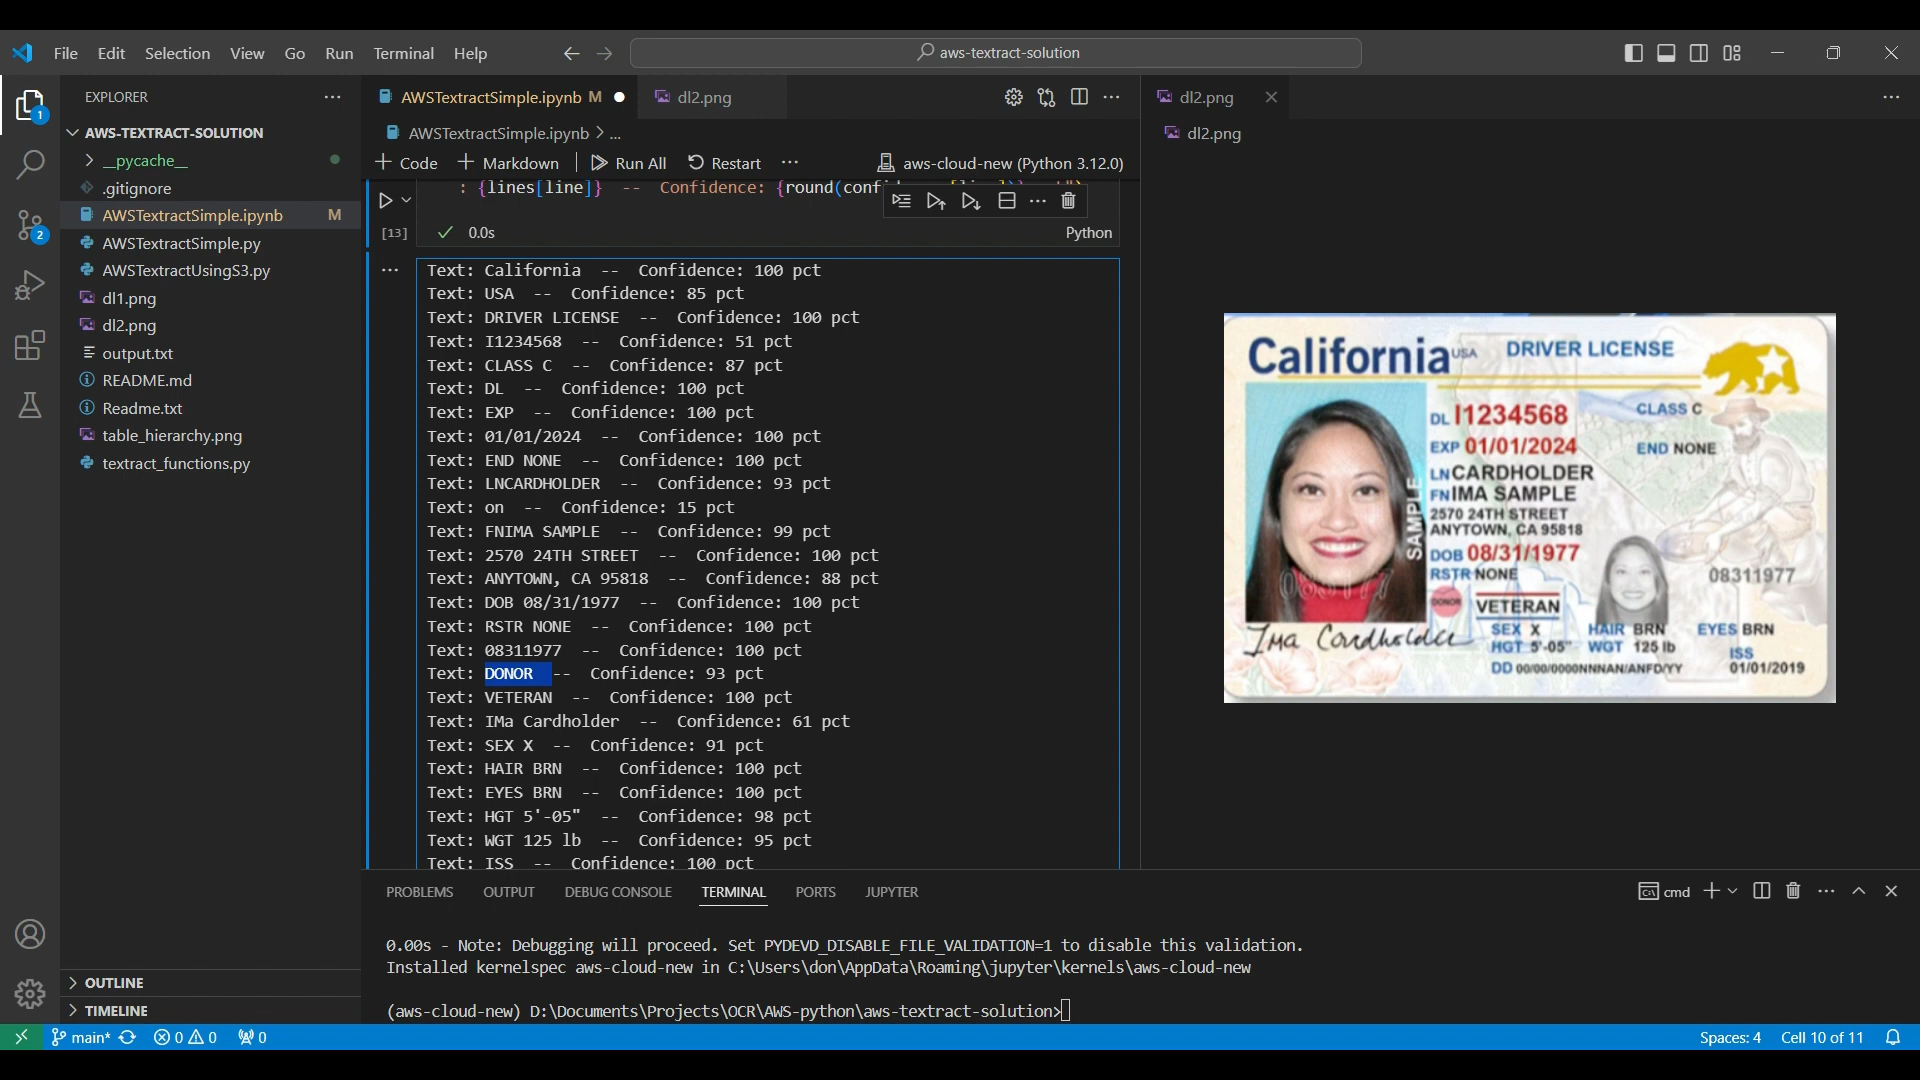 File Edit Selection View Go Run Terminal Help
aws-textract-solution
EXPLORER
AWS-TEXTRACT-SOLUTION
__pycache__
.gitignore
AWSTextractSimple.ipynb M
AWSTextractSimple.py
AWSTextractUsingS3.py
dl1.png
dl2.png
output.txt
README.md
Readme.txt
table_hierarchy.png
textract_functions.py
OUTLINE
TIMELINE
1
2
AWSTextractSimple.ipynb M
dl2.png
AWSTextractSimple.ipynb > ...
+ Code + Markdown Run All Restart ... aws-cloud-new (Python 3.12.0)
: {lines[line]} -- Confidence: {round(conf
[13] 0.0s Python
Text: California -- Confidence: 100 pct
Text: USA -- Confidence: 85 pct
Text: DRIVER LICENSE -- Confidence: 100 pct
Text: I1234568 -- Confidence: 51 pct
Text: CLASS C -- Confidence: 87 pct
Text: DL -- Confidence: 100 pct
Text: EXP -- Confidence: 100 pct
Text: 01/01/2024 -- Confidence: 100 pct
Text: END NONE -- Confidence: 100 pct
Text: LNCARDHOLDER -- Confidence: 93 pct
Text: on -- Confidence: 15 pct
Text: FNIMA SAMPLE -- Confidence: 99 pct
Text: 2570 24TH STREET -- Confidence: 100 pct
Text: ANYTOWN, CA 95818 -- Confidence: 88 pct
Text: DOB 08/31/1977 -- Confidence: 100 pct
Text: RSTR NONE -- Confidence: 100 pct
Text: 08311977 -- Confidence: 100 pct
Text: DONOR -- Confidence: 93 pct
Text: VETERAN -- Confidence: 100 pct
Text: IMa Cardholder -- Confidence: 61 pct
Text: SEX X -- Confidence: 91 pct
Text: HAIR BRN -- Confidence: 100 pct
Text: EYES BRN -- Confidence: 100 pct
Text: HGT 5'-05" -- Confidence: 98 pct
Text: WGT 125 lb -- Confidence: 95 pct
Text: ISS -- Confidence: 100 pct
dl2.png
dl2.png
California USA DRIVER LICENSE
DL I1234568 CLASS C
EXP 01/01/2024 END NONE
LN CARDHOLDER
FN IMA SAMPLE
2570 24TH STREET
ANYTOWN, CA 95818
SAMPLE
DOB 08/31/1977
RSTR NONE 08311977
DONOR
VETERAN
Ima Cardholder
SEX X HAIR BRN EYES BRN
HGT 5'-05" WGT 125 lb ISS
DD 00/00/0000NNNAN/ANFD/YY 01/01/2019
PROBLEMS OUTPUT DEBUG CONSOLE TERMINAL PORTS JUPYTER
cmd
0.00s - Note: Debugging will proceed. Set PYDEVD_DISABLE_FILE_VALIDATION=1 to disable this validation.
Installed kernelspec aws-cloud-new in C:\Users\don\AppData\Roaming\jupyter\kernels\aws-cloud-new
(aws-cloud-new) D:\Documents\Projects\OCR\AWS-python\aws-textract-solution>
main* 0 0 0
Spaces: 4 Cell 10 of 11